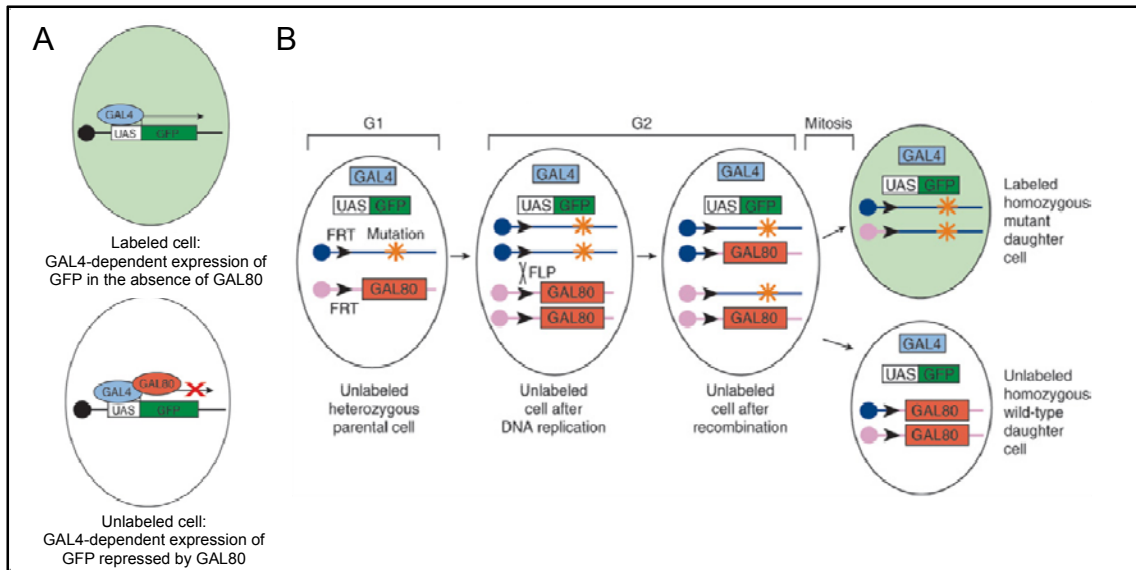 A
GAL4
UAS GFP
Labeled cell:
GAL4-dependent expression of
GFP in the absence of GAL80
GAL80
GAL4
UAS GFP
Unlabeled cell:
GAL4-dependent expression of
GFP repressed by GAL80
B
G1
G2
Mitosis
GAL4
UAS GFP
FRT Mutation
GAL80
FRT
Unlabeled
heterozygous
parental cell
GAL4
UAS GFP
FLP
GAL80
GAL80
Unlabeled
cell after
DNA replication
GAL4
UAS GFP
GAL80
GAL80
Unlabeled
cell after
recombination
GAL4
UAS GFP
Labeled
homozygous
mutant
daughter
cell
GAL4
UAS GFP
GAL80
GAL80
Unlabeled
homozygous
wild-type
daughter
cell